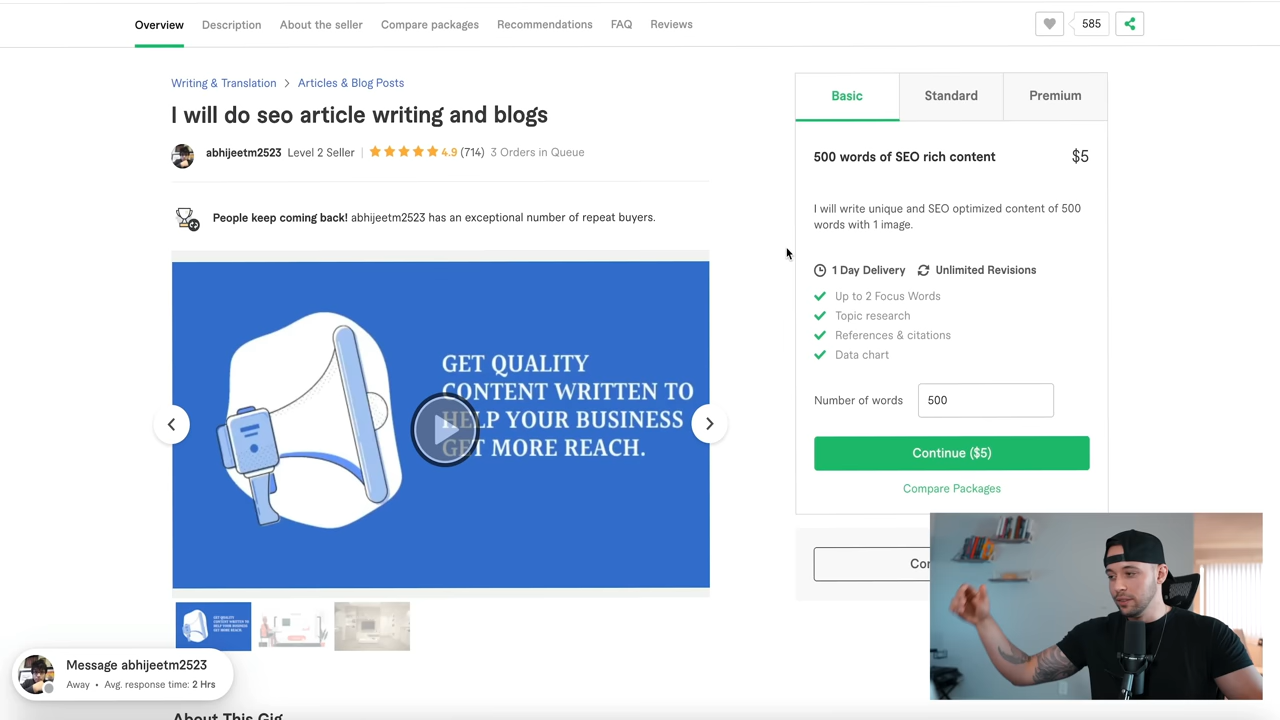 Overview
Description
About the seller
Compare packages
Recommendations
FAQ
Reviews
585
Writing & Translation
Articles & Blog Posts
I will do seo article writing and blogs
abhijeetm2523 Level 2 Seller
4.9 (714) 3 Orders in Queue
People keep coming back! abhijeetm2523 has an exceptional number of repeat buyers.
GET QUALITY
CONTENT WRITTEN TO
HELP YOUR BUSINESS
GET MORE REACH.
Basic
Standard
Premium
500 words of SEO rich content
$5
I will write unique and SEO optimized content of 500
words with 1 image.
1 Day Delivery
Unlimited Revisions
Up to 2 Focus Words
Topic research
References & citations
Data chart
Number of words
500
Continue ($5)
Compare Packages
Message abhijeetm2523
Away • Avg. response time: 2 Hrs
About This Gig